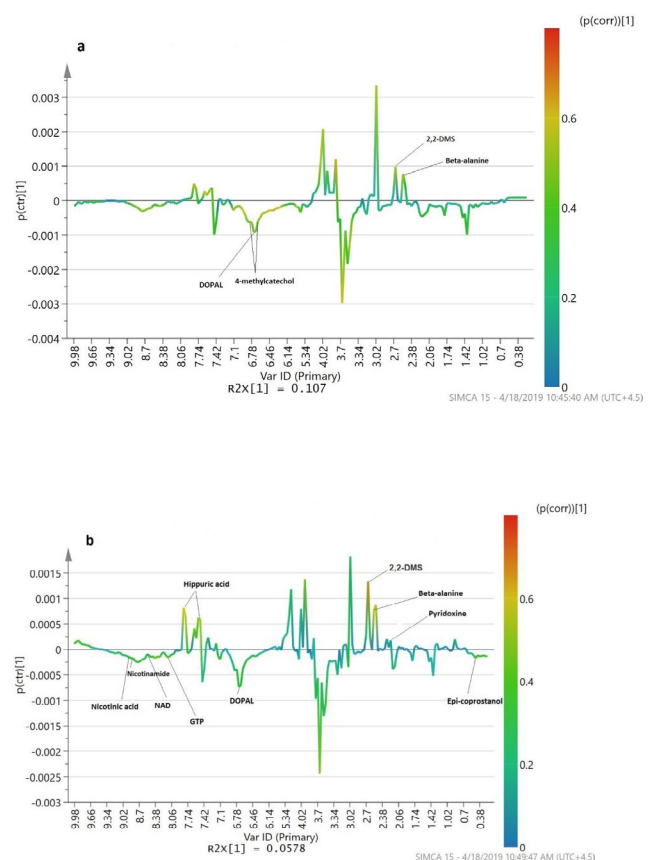 (p(corr))[1]
a
0.003
0.002
0.001
0
-0.001
-0.002
-0.003
-0.004
p(ctr)[1]
2,2-DMS
Beta-alanine
DOPAL
4-methylcatechol
0.6
0.4
0.2
0
9.98 9.66 9.34 9.02 8.7 8.38 8.06 7.74 7.42 7.1 6.78 6.46 6.14 5.34 4.02 3.7 3.34 3.02 2.7 2.38 2.06 1.74 1.42 1.02 0.7 0.38
Var ID (Primary)
R2X[1] = 0.107
SIMCA 15 - 4/18/2019 10:45:40 AM (UTC+4.5)
(p(corr))[1]
b
0.0015
0.001
0.0005
0
-0.0005
-0.001
-0.0015
-0.002
-0.0025
-0.003
p(ctr)[1]
Hippuric acid
2,2-DMS
Beta-alanine
Pyridoxine
Nicotinamide
Nicotinic acid
NAD
GTP
DOPAL
Epi-coprostanol
0.6
0.4
0.2
0
9.98 9.66 9.34 9.02 8.7 8.38 8.06 7.74 7.42 7.1 6.78 6.46 6.14 5.34 4.02 3.7 3.34 3.02 2.7 2.38 2.06 1.74 1.42 1.02 0.7 0.38
Var ID (Primary)
R2X[1] = 0.0578
SIMCA 15 - 4/18/2019 10:49:47 AM (UTC+4.5)